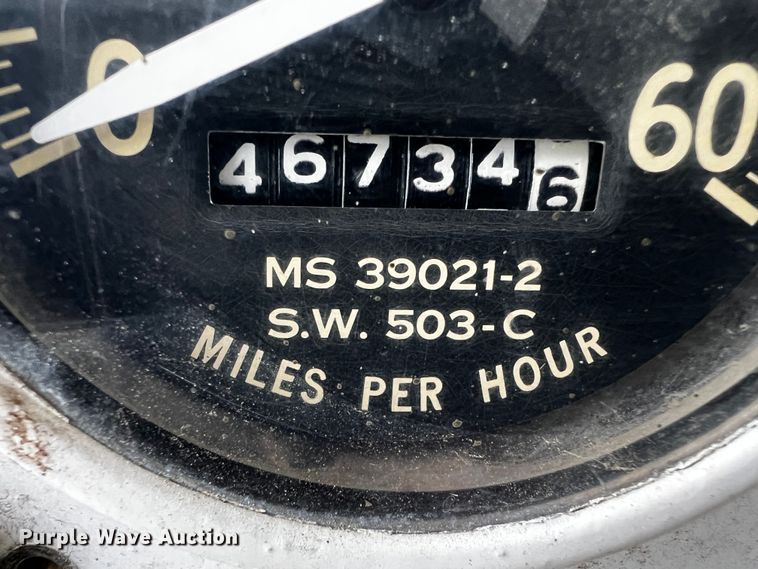 0
60
467346
MS 39021-2
S.W. 503-C
MILES PER HOUR
Purple Wave Auction